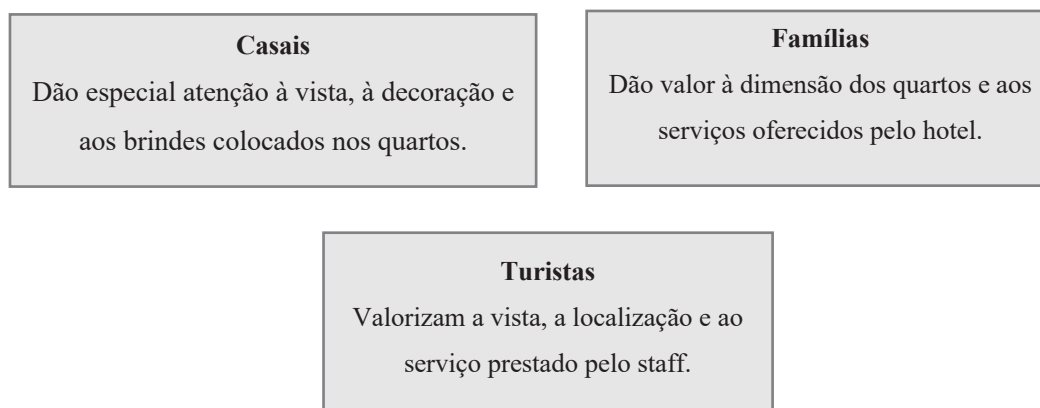 Casais
Dão especial atenção à vista, à decoração e
aos brindes colocados nos quartos.
Famílias
Dão valor à dimensão dos quartos e aos
serviços oferecidos pelo hotel.
Turistas
Valorizam a vista, a localização e ao
serviço prestado pelo staff.